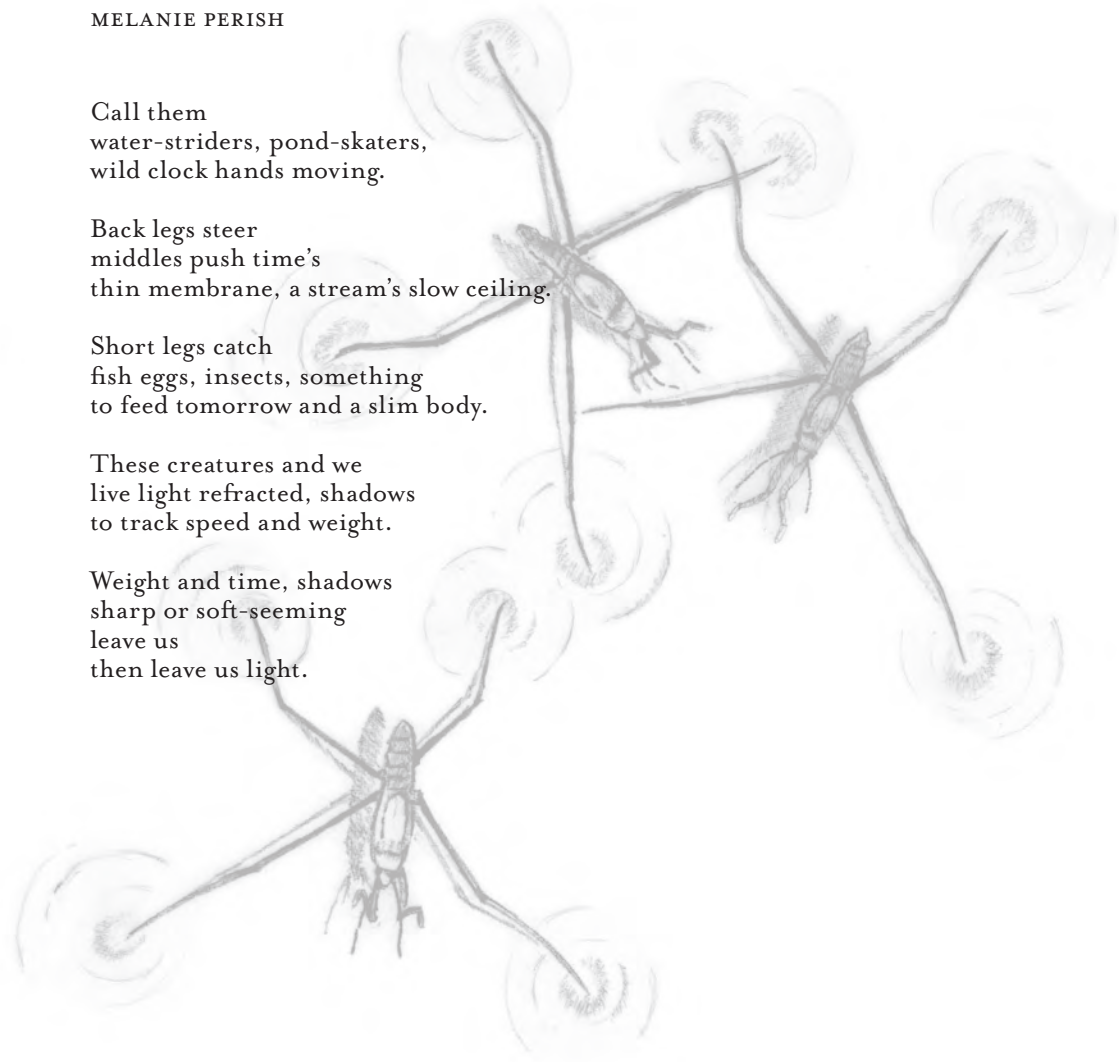 MELANIE PERISH
Call them
water-striders, pond-skaters,
wild clock hands moving.
Back legs steer
middles push time's
thin membrane, a stream's slow ceiling.
Short legs catch
fish eggs, insects, something
to feed tomorrow and a slim body.
These creatures and we
live light refracted, shadows
to track speed and weight.
Weight and time, shadows
sharp or soft-seeming
leave us
then leave us light.